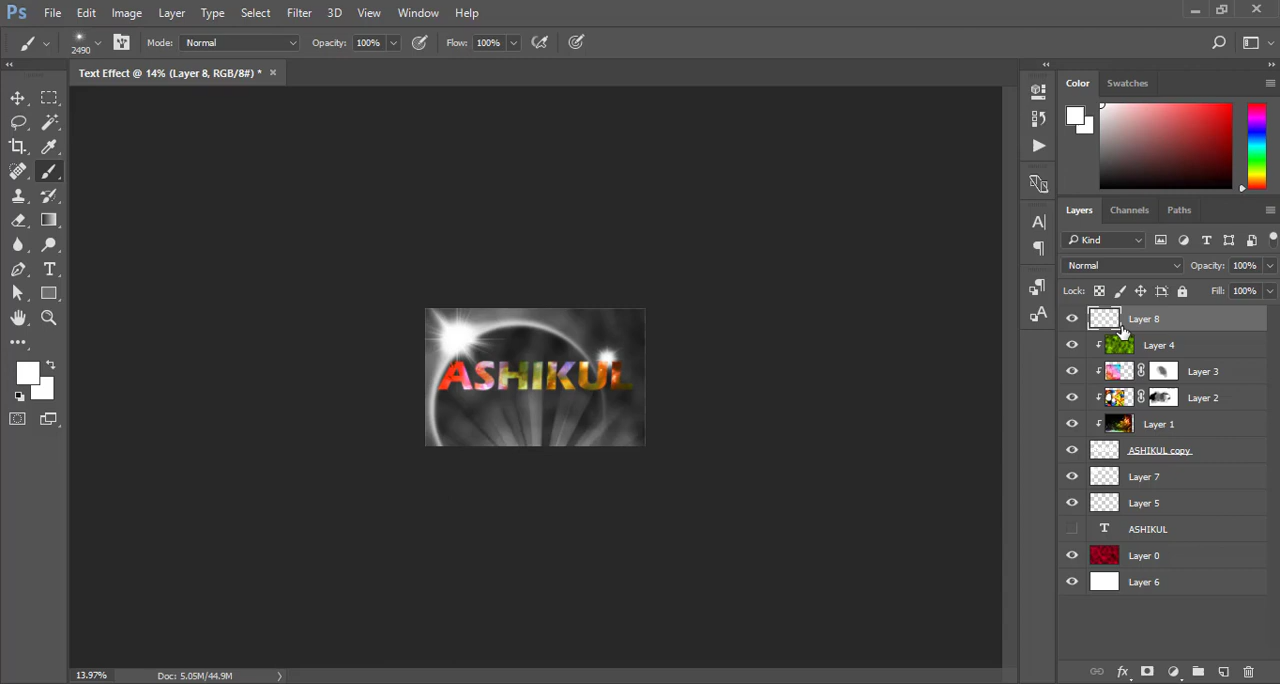 Ps File Edit Image Layer Type Select Filter 3D View Window Help
2490 Mode: Normal Opacity: 100% Flow: 100%
Text Effect @ 14% (Layer 8, RGB/8#) * ×
Color Swatches
Layers Channels Paths
Kind
Normal Opacity: 100%
Lock: Fill: 100%
Layer 8
Layer 4
Layer 3
Layer 2
Layer 1
ASHIKUL copy
Layer 7
Layer 5
T ASHIKUL
Layer 0
Layer 6
ASHIKUL
13.97% Doc: 5.05M/44.9M
fx